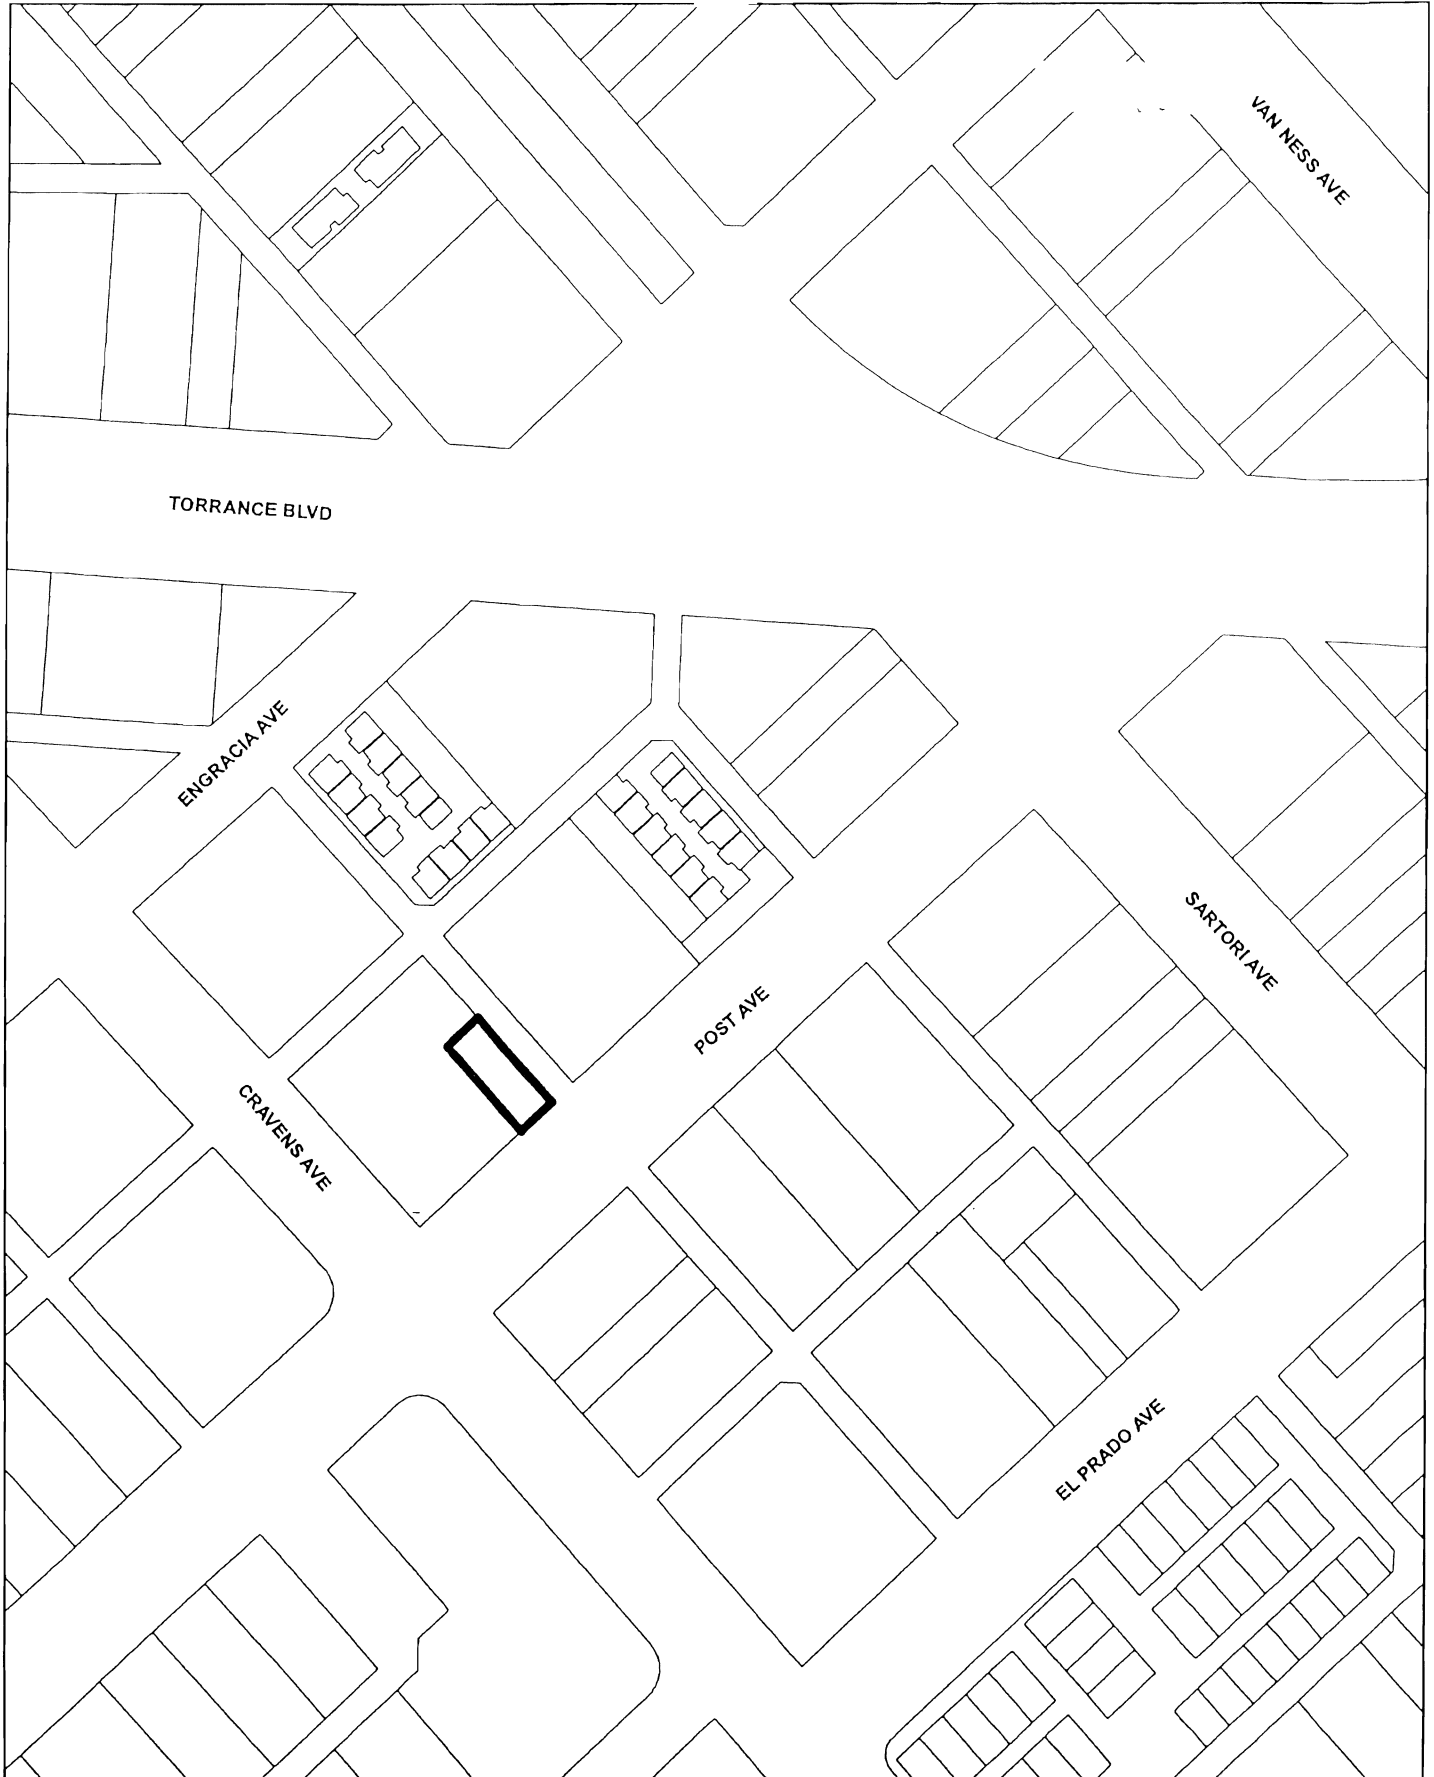 VAN NESS AVE
TORRANCE BLVD
ENGRACIA AVE
SARTORI AVE
POST AVE
CRAVENS AVE
EL PRADO AVE